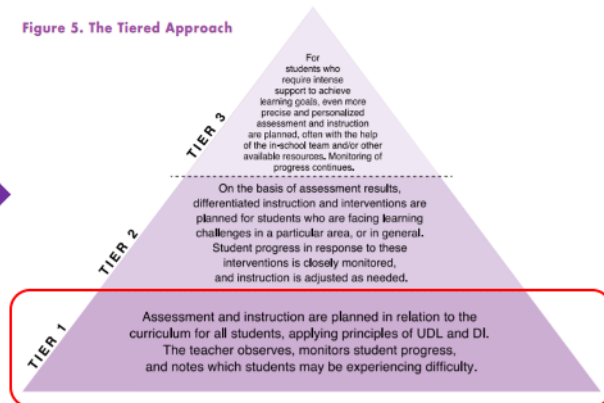 Figure 5. The Tiered Approach
For
students who
require intense
support to achieve
learning goals, even more
precise and personalized
assessment and instruction
are planned, often with the help
of the in-school team and/or other
available resources. Monitoring of
progress continues.
TIER 3
On the basis of assessment results,
differentiated instruction and interventions are
planned for students who are facing learning
challenges in a particular area, or in general.
Student progress in response to these
interventions is closely monitored,
and instruction is adjusted as needed.
TIER 2
Assessment and instruction are planned in relation to the
curriculum for all students, applying principles of UDL and DI.
The teacher observes, monitors student progress,
and notes which students may be experiencing difficulty.
TIER 1